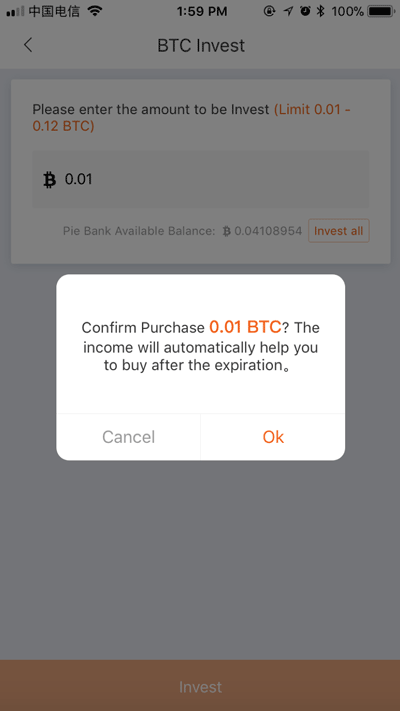 中国电信 1:59 PM 100%
BTC Invest
Please enter the amount to be Invest (Limit 0.01 -
0.12 BTC)
0.01
Pie Bank Available Balance: ₿ 0.04108954 Invest all
Confirm Purchase 0.01 BTC? The
income will automatically help you
to buy after the expiration。
Cancel Ok
Invest